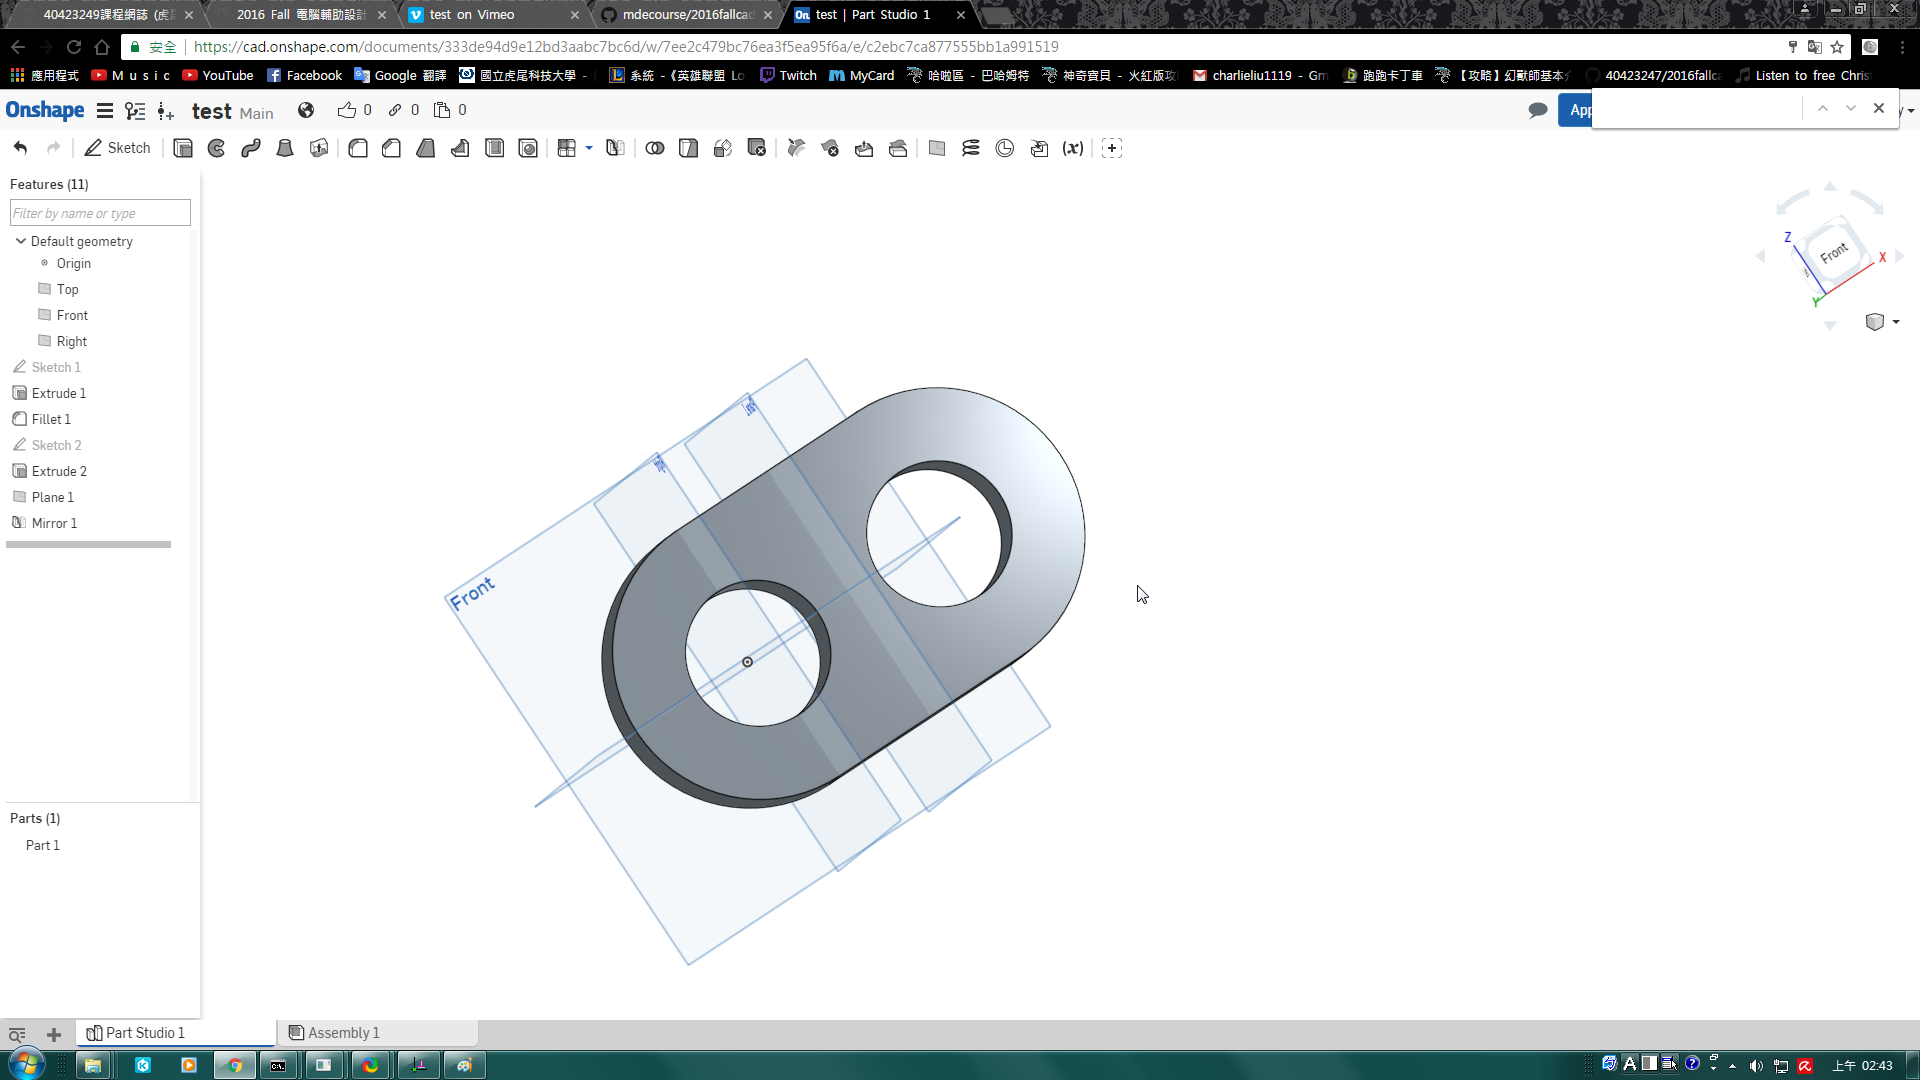 40423249課程網誌 (虎尾
2016 Fall 電腦輔助設計
test on Vimeo
mdecourse/2016fallcad
On. test | Part Studio 1
安全 https://cad.onshape.com/documents/333de94d9e12bd3aabc7bc6d/w/7ee2c479bc76ea3f5ea95f6a/e/c2ebc7ca877555bb1a991519
應用程式 M u s i c YouTube Facebook Google 翻譯 國立虎尾科技大學 - 系統 -《英雄聯盟 Lo Twitch MyCard 哈啦區 - 巴哈姆特 神奇寶貝 - 火紅版攻 charlieliu1119 - Gm 跑跑卡丁車 【攻略】幻獸師基本 40423247/2016fallca Listen to free Chris
Onshape test Main 0 0 0 App
Sketch (x)
Features (11)
Filter by name or type
Default geometry
Origin
Top
Front
Right
Sketch 1
Extrude 1
Fillet 1
Sketch 2
Extrude 2
Plane 1
Mirror 1
Parts (1)
Part 1
Front
Z
Front
X
Y
Part Studio 1
Assembly 1
A
上午 02:43